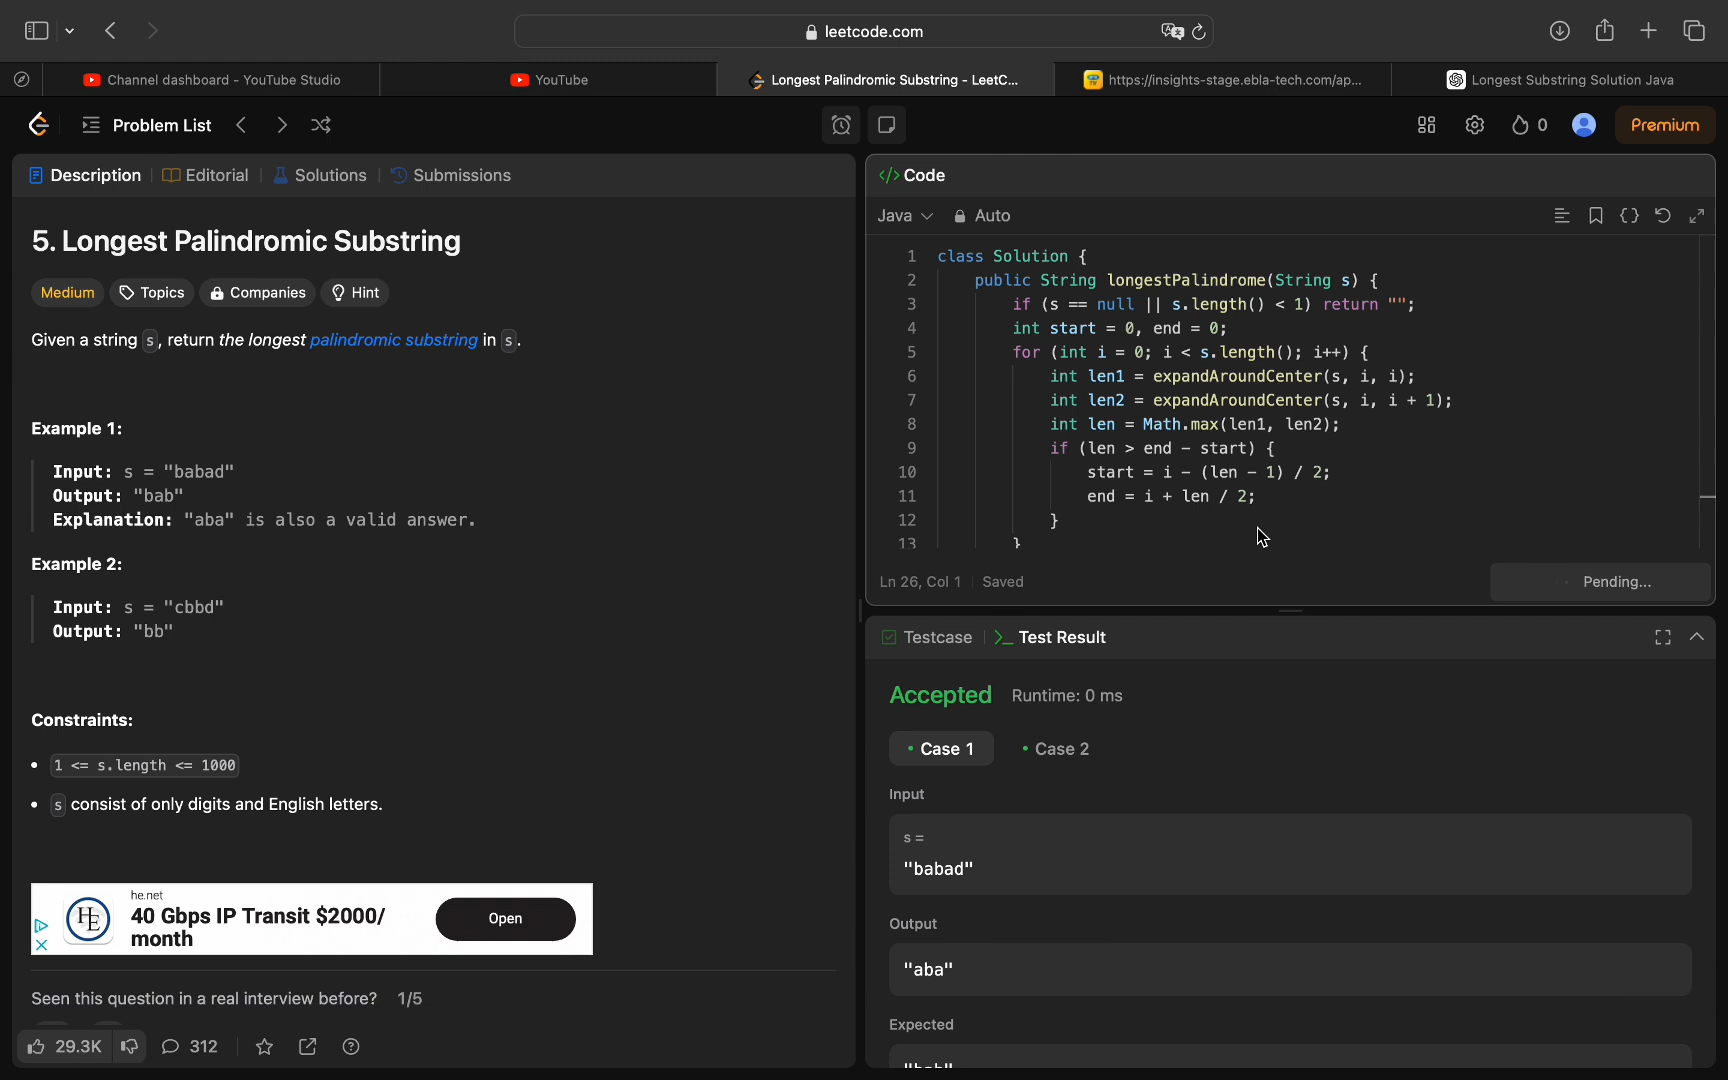 leetcode.com
Channel dashboard - YouTube Studio
YouTube
Longest Palindromic Substring - LeetC...
https://insights-stage.ebla-tech.com/ap...
Longest Substring Solution Java
Problem List
0
Premium
Description
Editorial
Solutions
Submissions
5. Longest Palindromic Substring
Medium
Topics
Companies
Hint
Given a string s, return the longest palindromic substring in s.
Example 1:
Input: s = "babad"
Output: "bab"
Explanation: "aba" is also a valid answer.
Example 2:
Input: s = "cbbd"
Output: "bb"
Constraints:
• 1 <= s.length <= 1000
• s consist of only digits and English letters.
he.net
40 Gbps IP Transit $2000/
month
Open
HE
Seen this question in a real interview before? 1/5
29.3K
312
</> Code
Java
Auto
1 class Solution {
2 public String longestPalindrome(String s) {
3 if (s == null || s.length() < 1) return "";
4 int start = 0, end = 0;
5 for (int i = 0; i < s.length(); i++) {
6 int len1 = expandAroundCenter(s, i, i);
7 int len2 = expandAroundCenter(s, i, i + 1);
8 int len = Math.max(len1, len2);
9 if (len > end - start) {
10 start = i - (len - 1) / 2;
11 end = i + len / 2;
12 }
13 }
Ln 26, Col 1
Saved
Pending...
Testcase
>_ Test Result
Accepted
Runtime: 0 ms
• Case 1
• Case 2
Input
s =
"babad"
Output
"aba"
Expected
"bab"